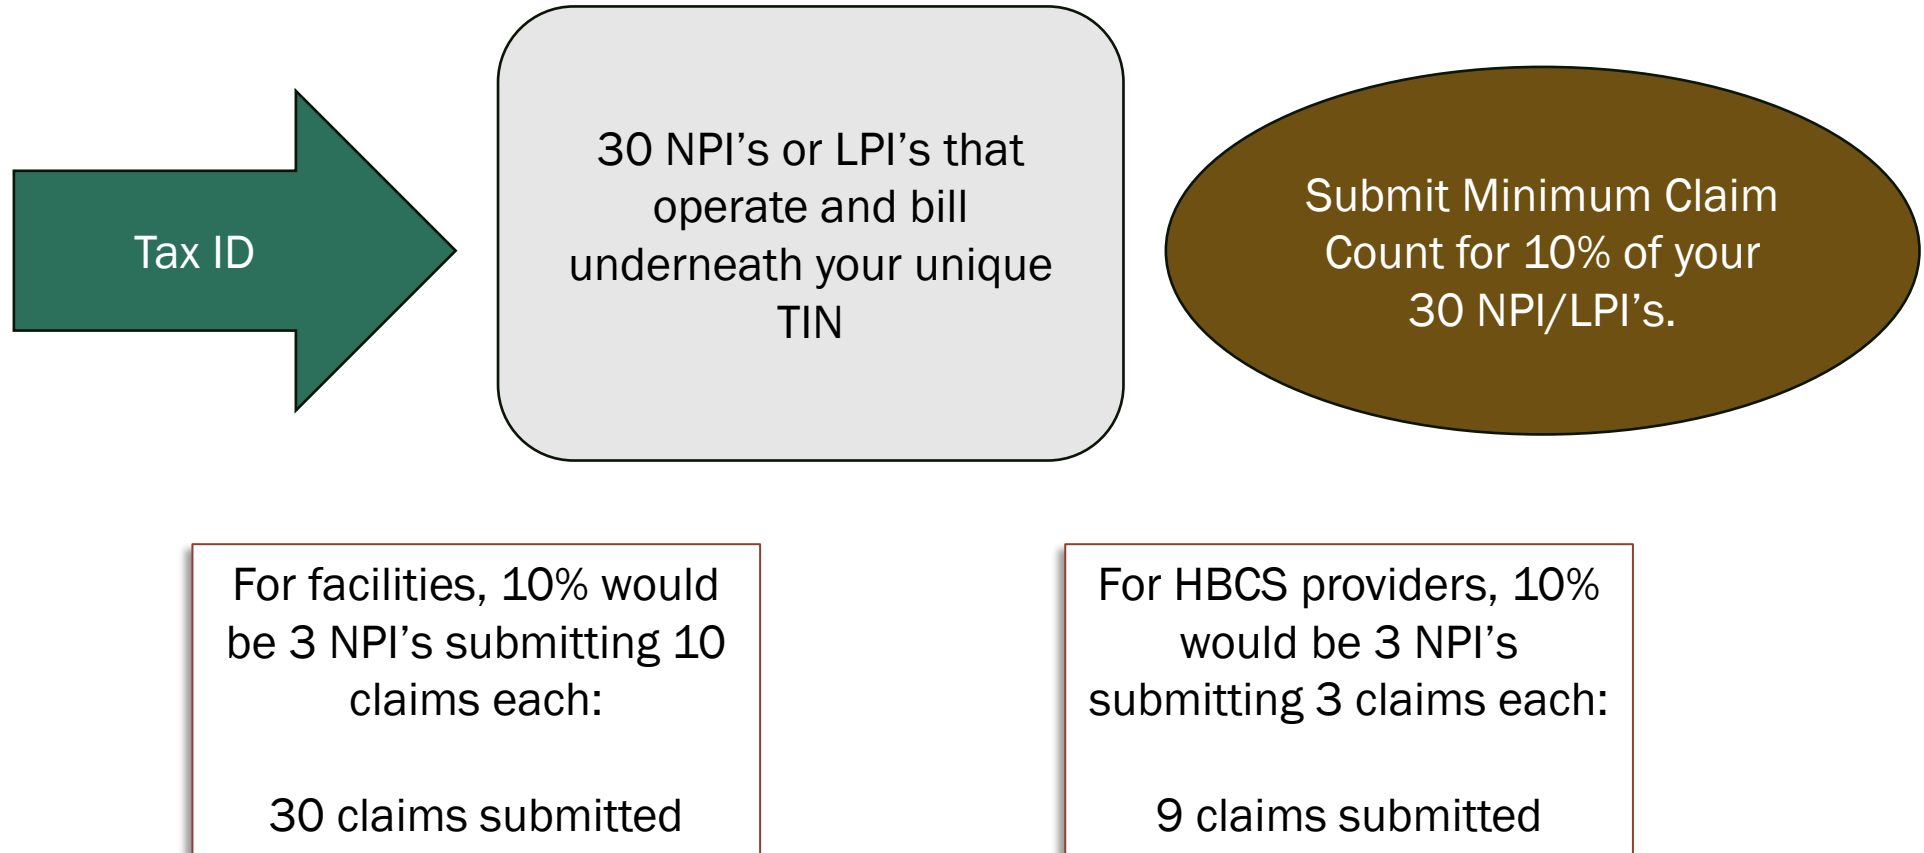 Tax ID
30 NPI’s or LPI’s that
operate and bill
underneath your unique
TIN
Submit Minimum Claim
Count for 10% of your
30 NPI/LPI’s.
For facilities, 10% would
be 3 NPI’s submitting 10
claims each:
30 claims submitted
For HBCS providers, 10%
would be 3 NPI’s
submitting 3 claims each:
9 claims submitted